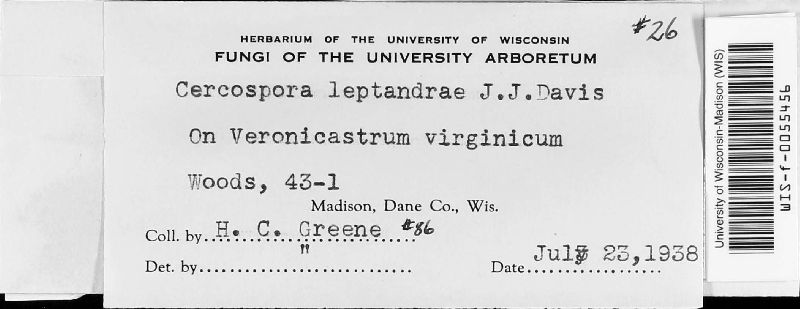 #26
HERBARIUM OF THE UNIVERSITY OF WISCONSIN
FUNGI OF THE UNIVERSITY ARBORETUM
Cercospora leptandrae J.J.Davis
On Veronicastrum virginicum
Woods, 43-1
Madison, Dane Co., Wis.
Coll. by H. C. Greene #86
Det. by " Date July 23,1938
University of Wisconsin-Madison (WIS)
WIS-f-0055456